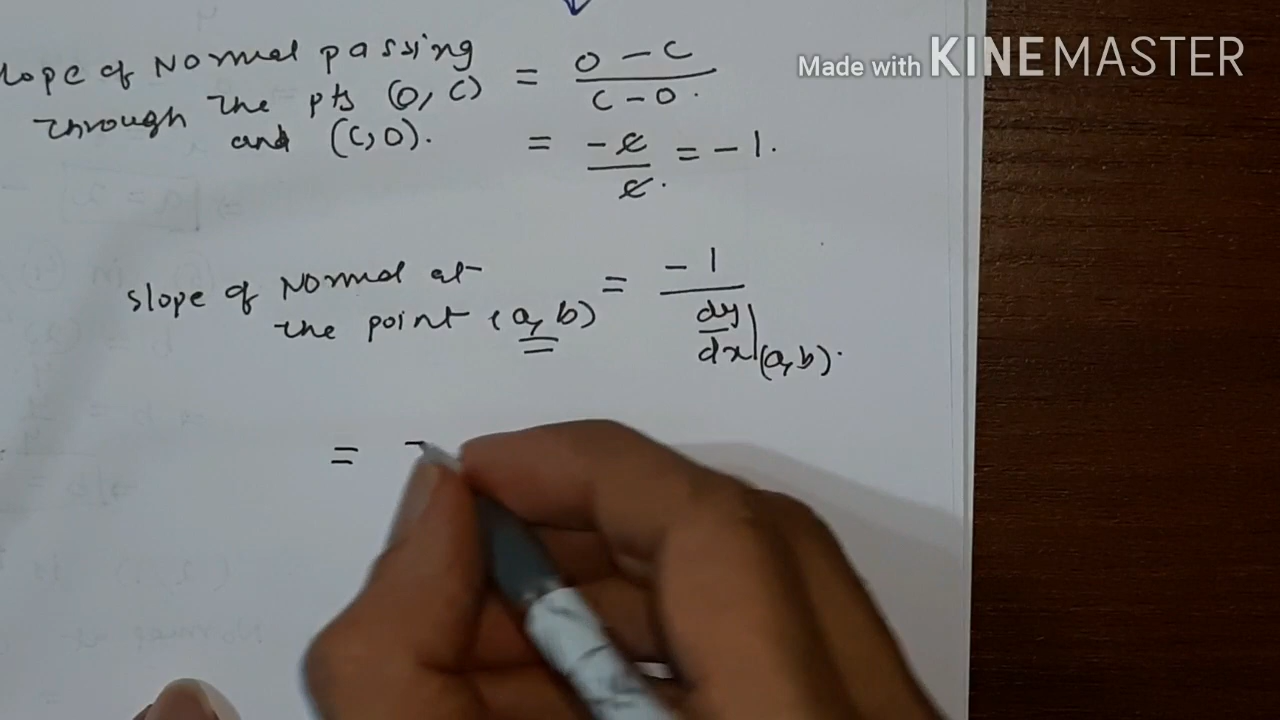 Made with KINEMASTER
lope of Normal passing = 0 - C / C - 0.
through the pts (0, C)
and (C, 0). = -C / C. = -1.
Slope of Normal at = -1 / dy/dx|(a, b).
the point (a, b)
= -